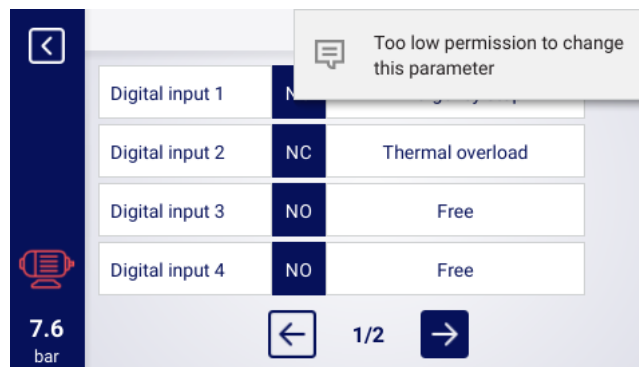 Too low permission to change
this parameter
Digital input 1
Digital input 2 NC Thermal overload
Digital input 3 NO Free
Digital input 4 NO Free
7.6
bar
1/2